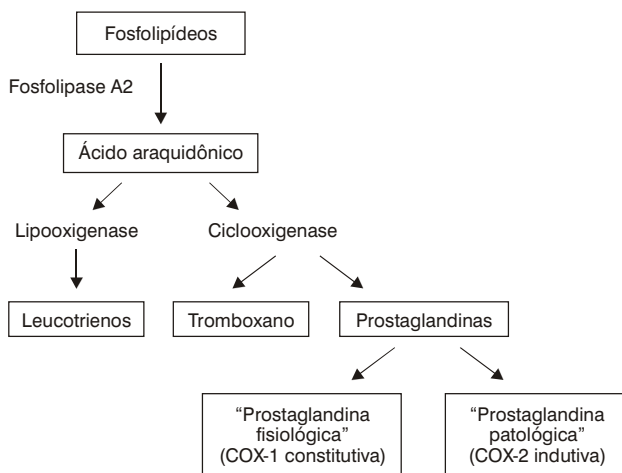 Fosfolipídeos
Fosfolipase A2
Ácido araquidônico
Lipooxigenase
Ciclooxigenase
Leucotrienos
Tromboxano
Prostaglandinas
“Prostaglandina
fisiológica”
(COX-1 constitutiva)
“Prostaglandina
patológica”
(COX-2 indutiva)